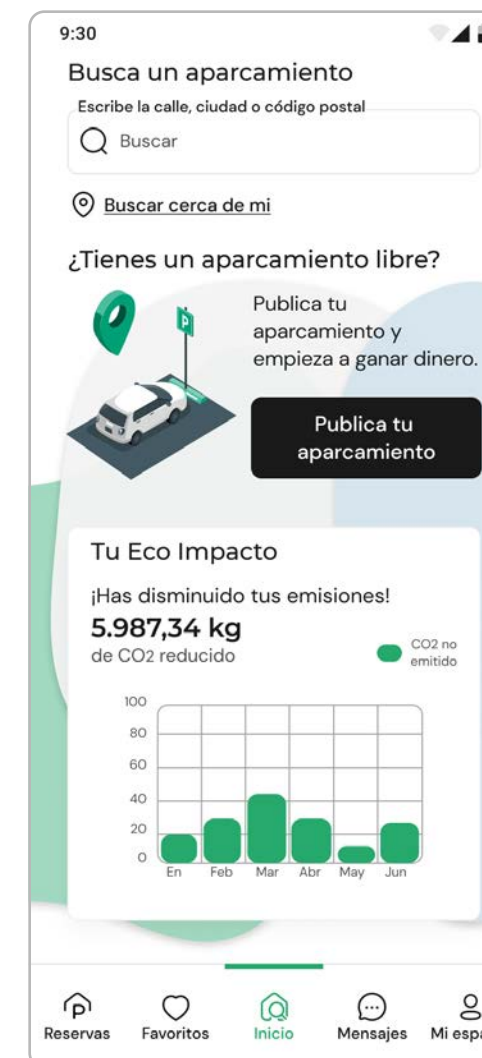 9:30
Busca un aparcamiento
Escribe la calle, ciudad o código postal
Buscar
Buscar cerca de mi
¿Tienes un aparcamiento libre?
P
Publica tu
aparcamiento y
empieza a ganar dinero.
Publica tu
aparcamiento
Tu Eco Impacto
¡Has disminuido tus emisiones!
5.987,34 kg
de CO2 reducido
CO2 no
emitido
100
80
60
40
20
0
En Feb Mar Abr May Jun
Reservas Favoritos Inicio Mensajes Mi espa